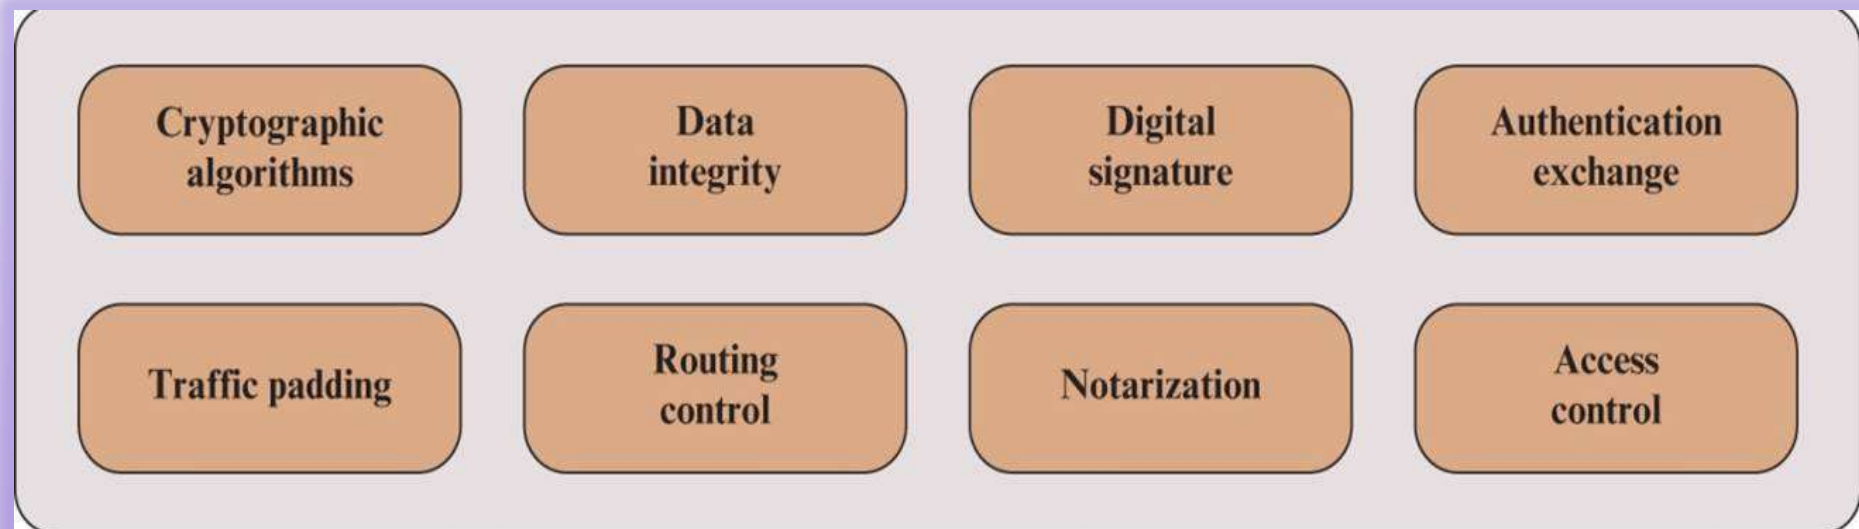 Cryptographic
algorithms
Data
integrity
Digital
signature
Authentication
exchange
Traffic padding
Routing
control
Notarization
Access
control